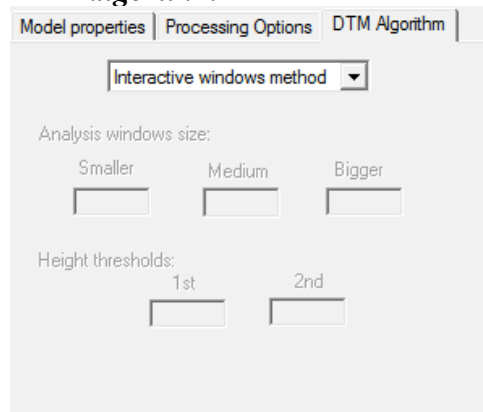 Model properties Processing Options DTM Algorithm
Interactive windows method
Analysis windows size:
Smaller Medium Bigger
Height thresholds:
1st 2nd